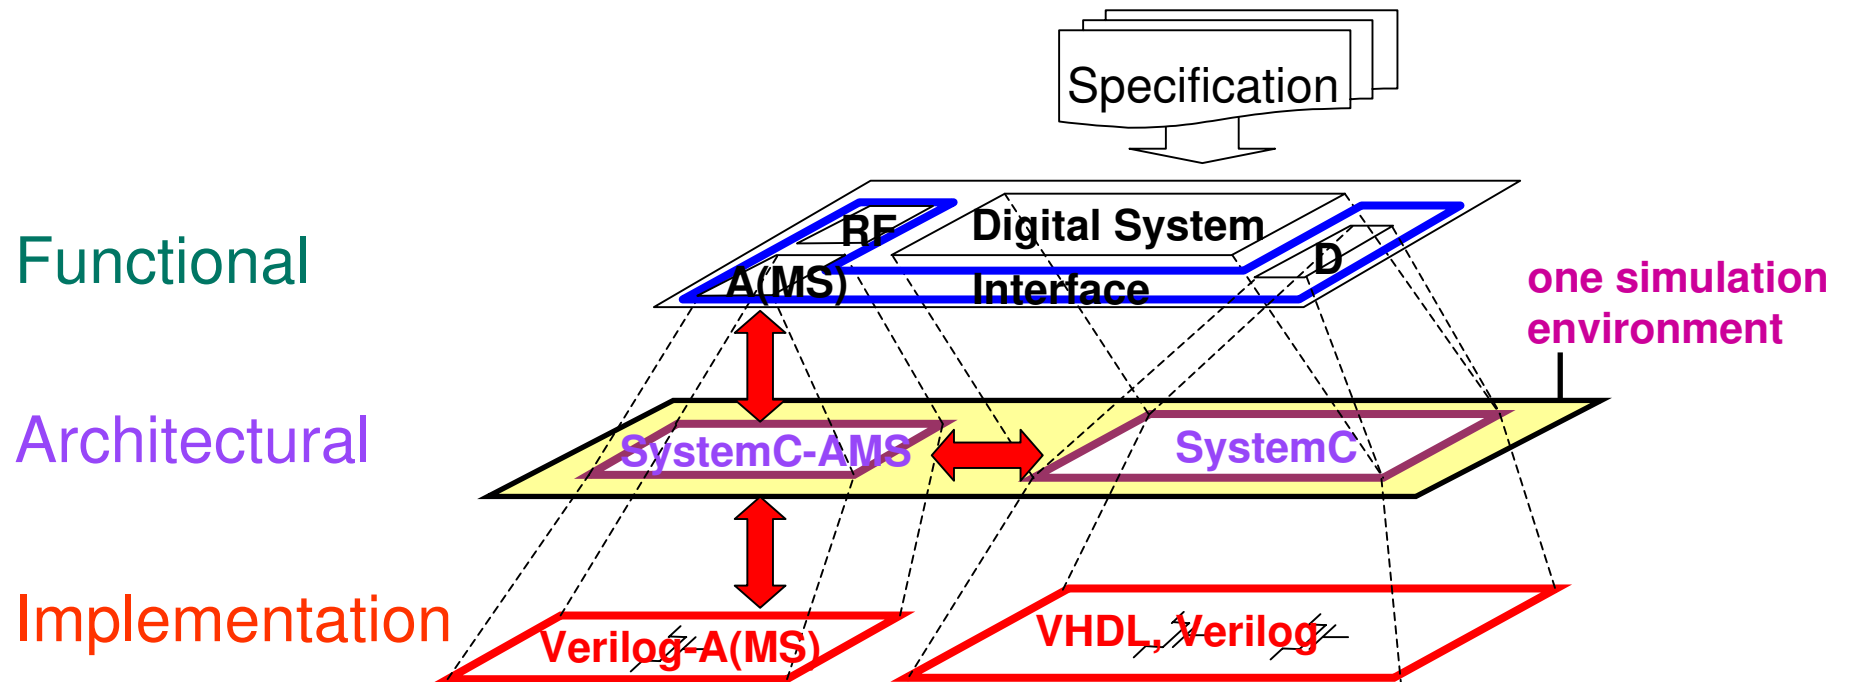 Specification
RF
Digital System
D
A(MS)
Interface
Functional
one simulation
environment
Architectural
SystemC-AMS
SystemC
Implementation
Verilog-A(MS)
VHDL, Verilog